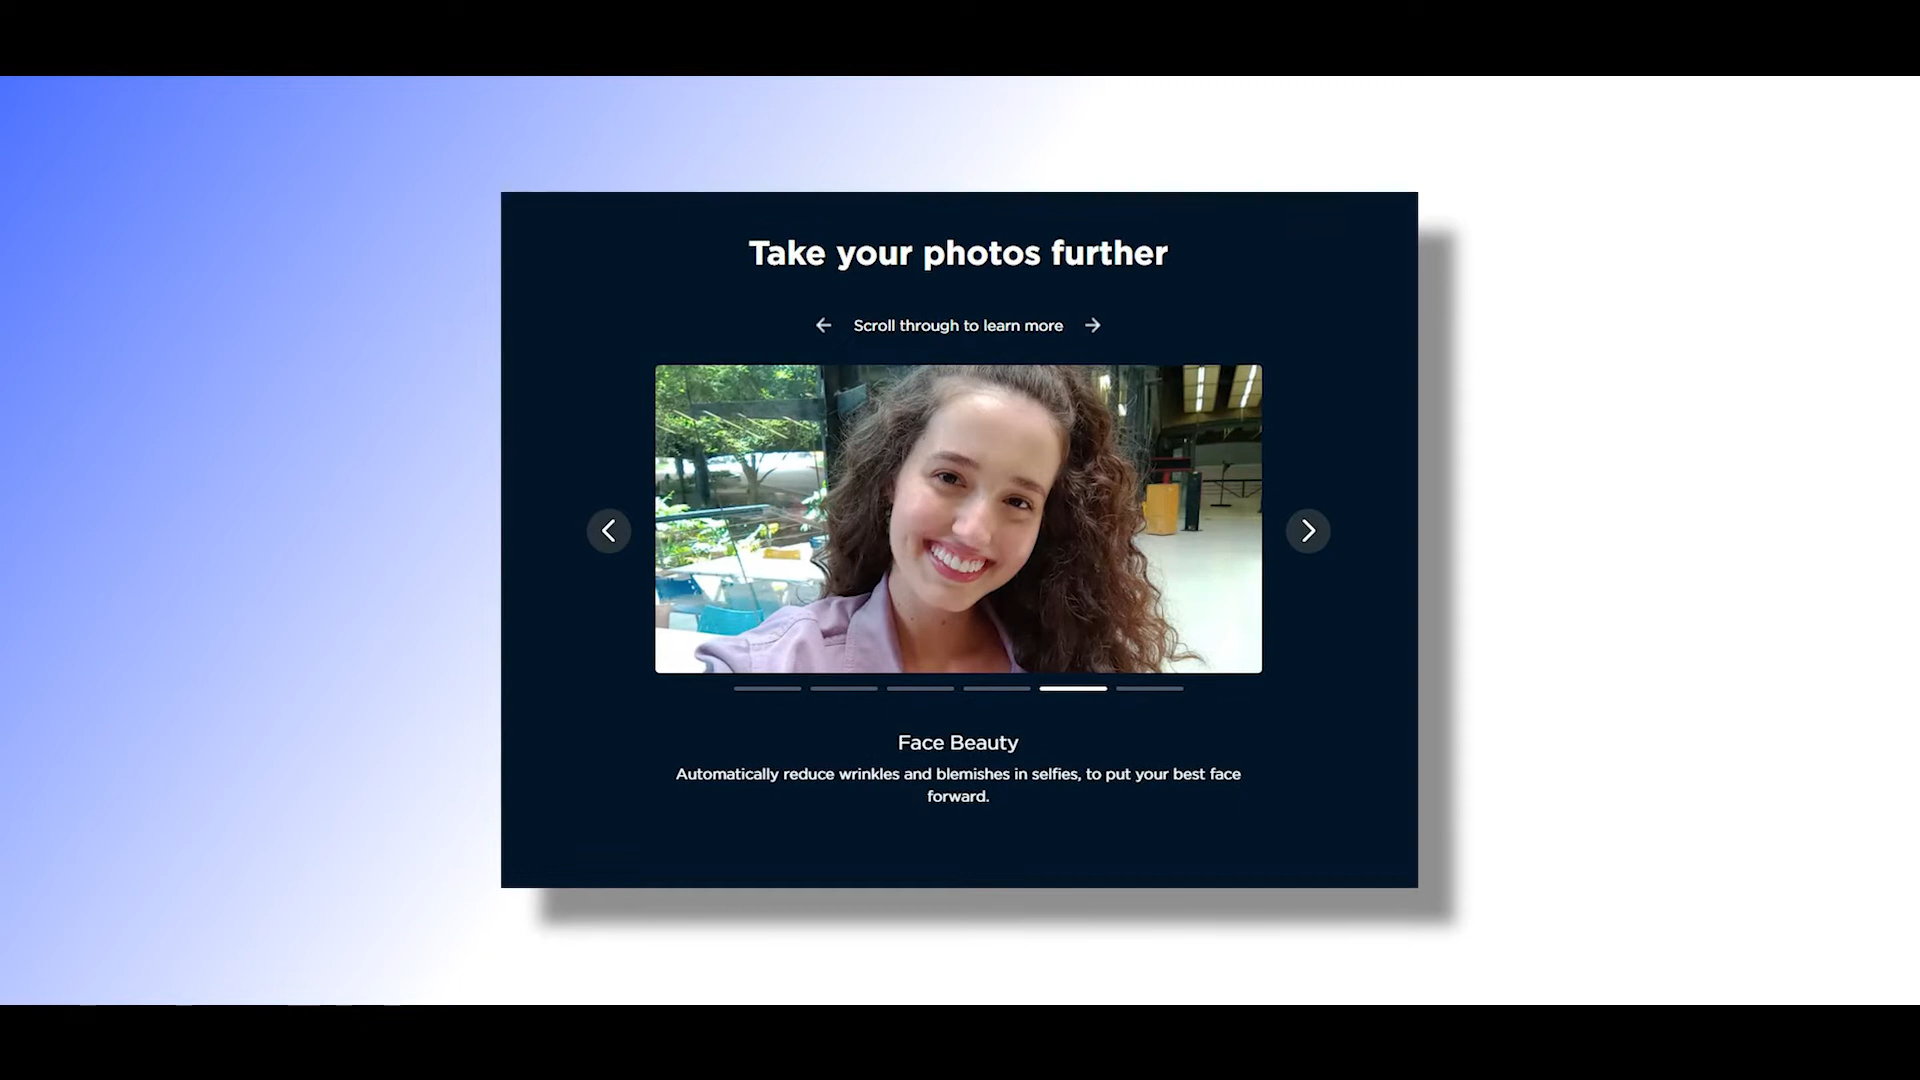 Take your photos further
Scroll through to learn more
Face Beauty
Automatically reduce wrinkles and blemishes in selfies, to put your best face
forward.